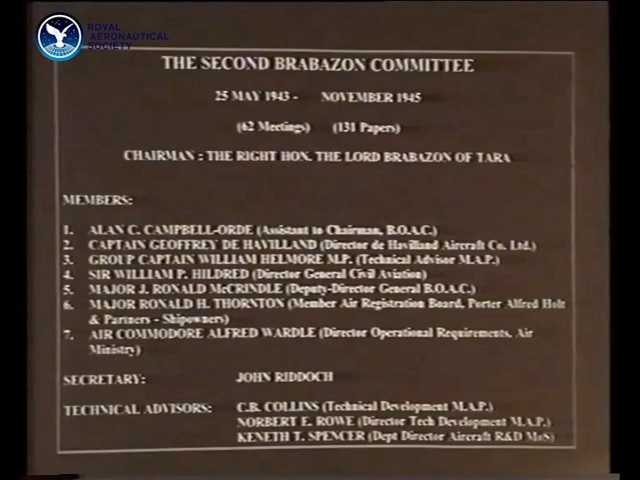 ROYAL
AERONAUTICAL
SOCIETY
THE SECOND BRABAZON COMMITTEE
25 MAY 1943 - NOVEMBER 1945
(62 Meetings) (131 Papers)
CHAIRMAN : THE RIGHT HON. THE LORD BRABAZON OF TARA
MEMBERS:
1. ALAN C. CAMPBELL-ORDE (Assistant to Chairman, B.O.A.C.)
2. CAPTAIN GEOFFREY DE HAVILLAND (Director de Havilland Aircraft Co. Ltd.)
3. GROUP CAPTAIN WILLIAM HELMORE M.P. (Technical Advisor M.A.P.)
4. SIR WILLIAM P. HILDRED (Director General Civil Aviation)
5. MAJOR J. RONALD McCRINDLE (Deputy-Director General B.O.A.C.)
6. MAJOR RONALD H. THORNTON (Member Air Registration Board, Porter Alfred Holt
& Partners - Shipowners)
7. AIR COMMODORE ALFRED WARDLE (Director Operational Requirements, Air
Ministry)
SECRETARY: JOHN RIDDOCH
TECHNICAL ADVISORS: C.B. COLLINS (Technical Development M.A.P.)
NORBERT E. ROWE (Director Tech Development M.A.P.)
KENETH T. SPENCER (Dept Director Aircraft R&D MoS)